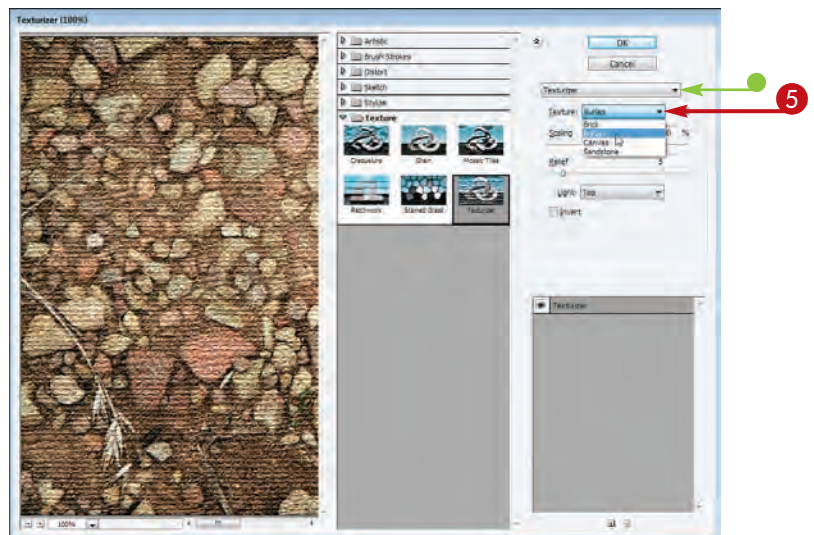 Texturizer (100%)
Artistic
Brush Strokes
Distort
Sketch
Stylize
Texture
Craquelure
Grain
Mosaic Tiles
Patchwork
Stained Glass
Texturizer
100%
OK
Cancel
Texturizer
5
Texture: Burlap
Brick
Burlap
Canvas
Sandstone
Scaling
%
Relief 5
Light: Top
Invert
Texturizer